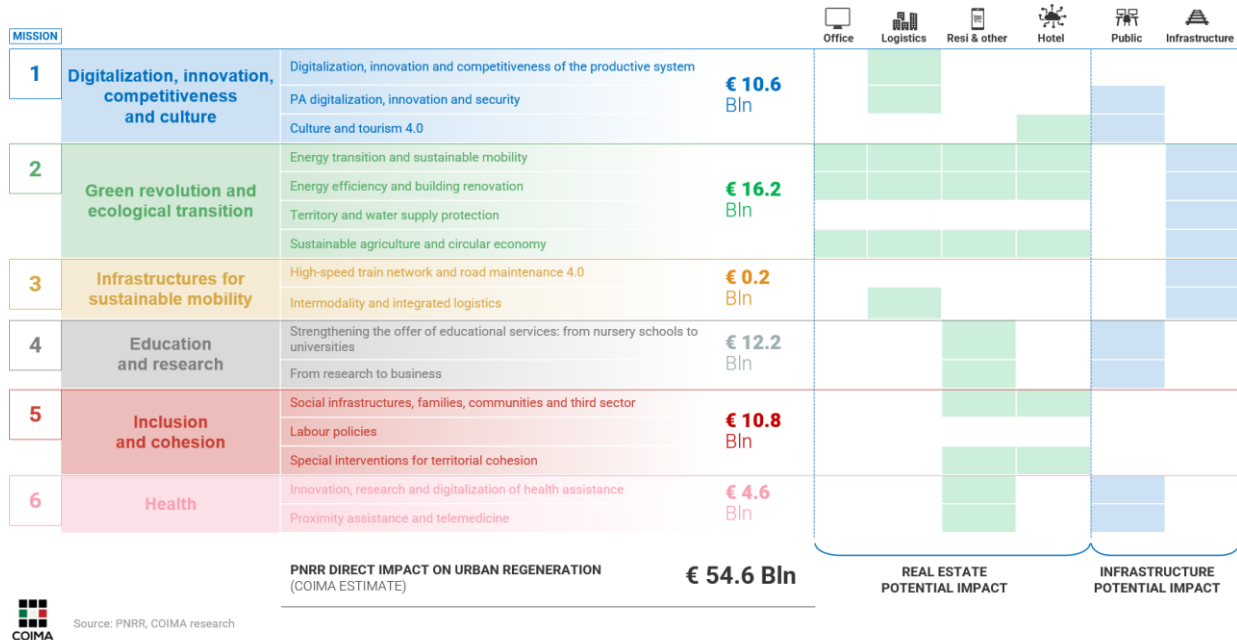 Office
Logistics
Resi & other
Hotel
Public
Infrastructure
MISSION
1
Digitalization, innovation,
competitiveness
and culture
Digitalization, innovation and competitiveness of the productive system
PA digitalization, innovation and security
Culture and tourism 4.0
€ 10.6
Bln
2
Green revolution and
ecological transition
Energy transition and sustainable mobility
Energy efficiency and building renovation
Territory and water supply protection
Sustainable agriculture and circular economy
€ 16.2
Bln
3
Infrastructures for
sustainable mobility
High-speed train network and road maintenance 4.0
Intermodality and integrated logistics
€ 0.2
Bln
4
Education
and research
Strengthening the offer of educational services: from nursery schools to
universities
From research to business
€ 12.2
Bln
5
Inclusion
and cohesion
Social infrastructures, families, communities and third sector
Labour policies
Special interventions for territorial cohesion
€ 10.8
Bln
6
Health
Innovation, research and digitalization of health assistance
Proximity assistance and telemedicine
€ 4.6
Bln
PNRR DIRECT IMPACT ON URBAN REGENERATION
(COIMA ESTIMATE)
€ 54.6 Bln
REAL ESTATE
POTENTIAL IMPACT
INFRASTRUCTURE
POTENTIAL IMPACT
COIMA
Source: PNRR, COIMA research